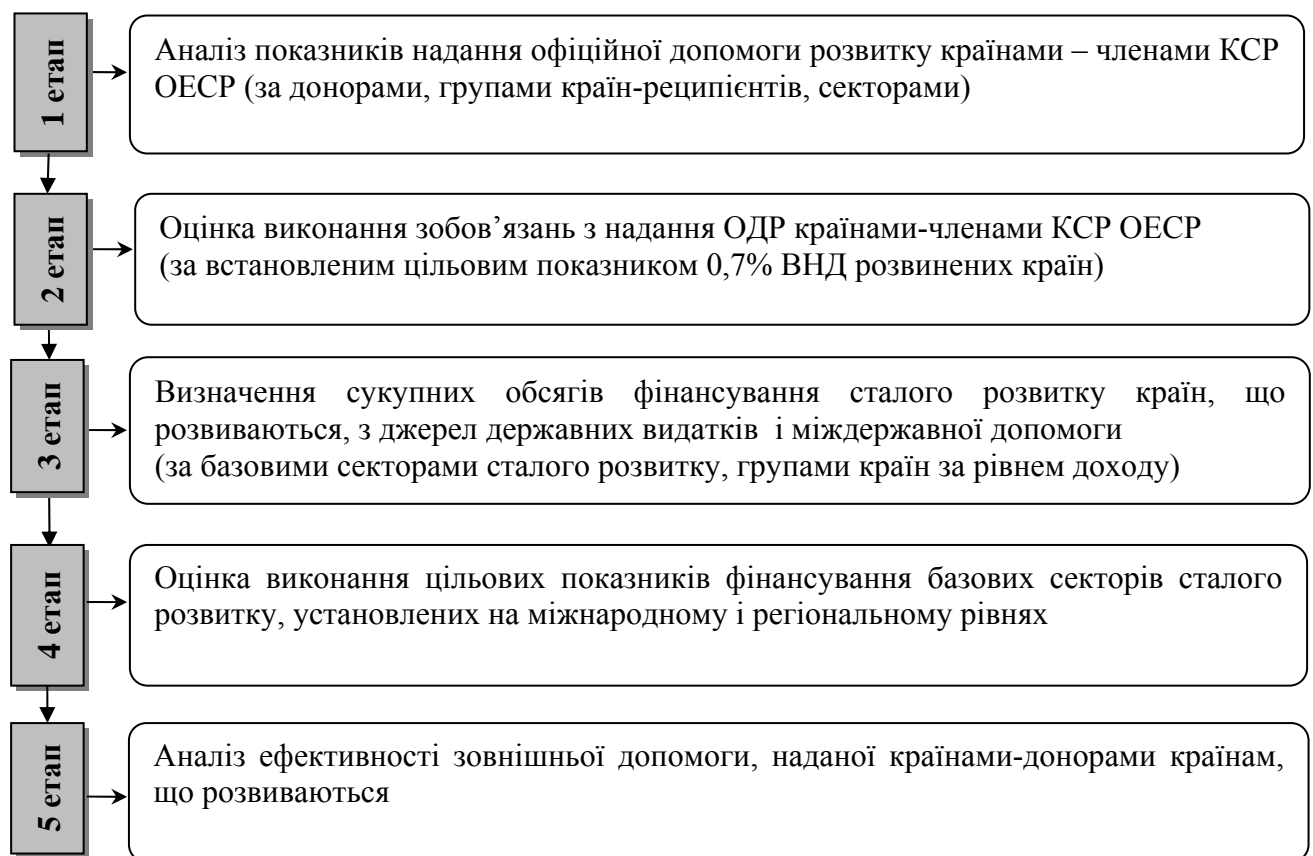 1 етап
Аналіз показників надання офіційної допомоги розвитку країнами – членами КСР
ОЕСР (за донорами, групами країн-реципієнтів, секторами)
2 етап
Оцінка виконання зобов’язань з надання ОДР країнами-членами КСР ОЕСР
(за встановленим цільовим показником 0,7% ВНД розвинених країн)
3 етап
Визначення сукупних обсягів фінансування сталого розвитку країн, що
розвиваються, з джерел державних видатків і міждержавної допомоги
(за базовими секторами сталого розвитку, групами країн за рівнем доходу)
4 етап
Оцінка виконання цільових показників фінансування базових секторів сталого
розвитку, установлених на міжнародному і регіональному рівнях
5 етап
Аналіз ефективності зовнішньої допомоги, наданої країнами-донорами країнам,
що розвиваються